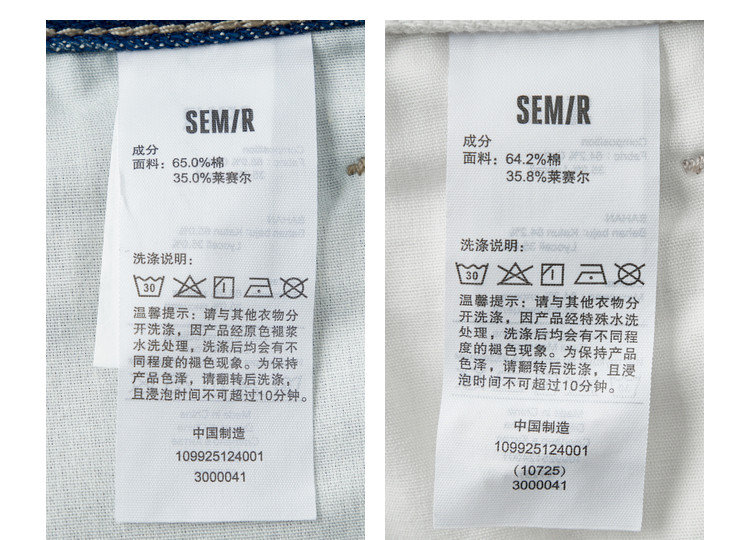 SEMIR
成分
面料：65.0%棉
35.0%莱赛尔
洗涤说明：
30
温馨提示：请与其他衣物分
开洗涤，因产品经原色褪浆
水洗处理，洗涤后均会有不
同程度的褪色现象。为保持
产品色泽，请翻转后洗涤，
且浸泡时间不可超过10分钟。
中国制造
109925124001
3000041
SEMIR
成分
面料：64.2%棉
35.8%莱赛尔
洗涤说明：
30
温馨提示：请与其他衣物分
开洗涤，因产品经特殊水洗
处理，洗涤后均会有不同程
度的褪色现象。为保持产品
色泽，请翻转后洗涤，且浸
泡时间不可超过10分钟。
中国制造
109925124001
(10725)
3000041